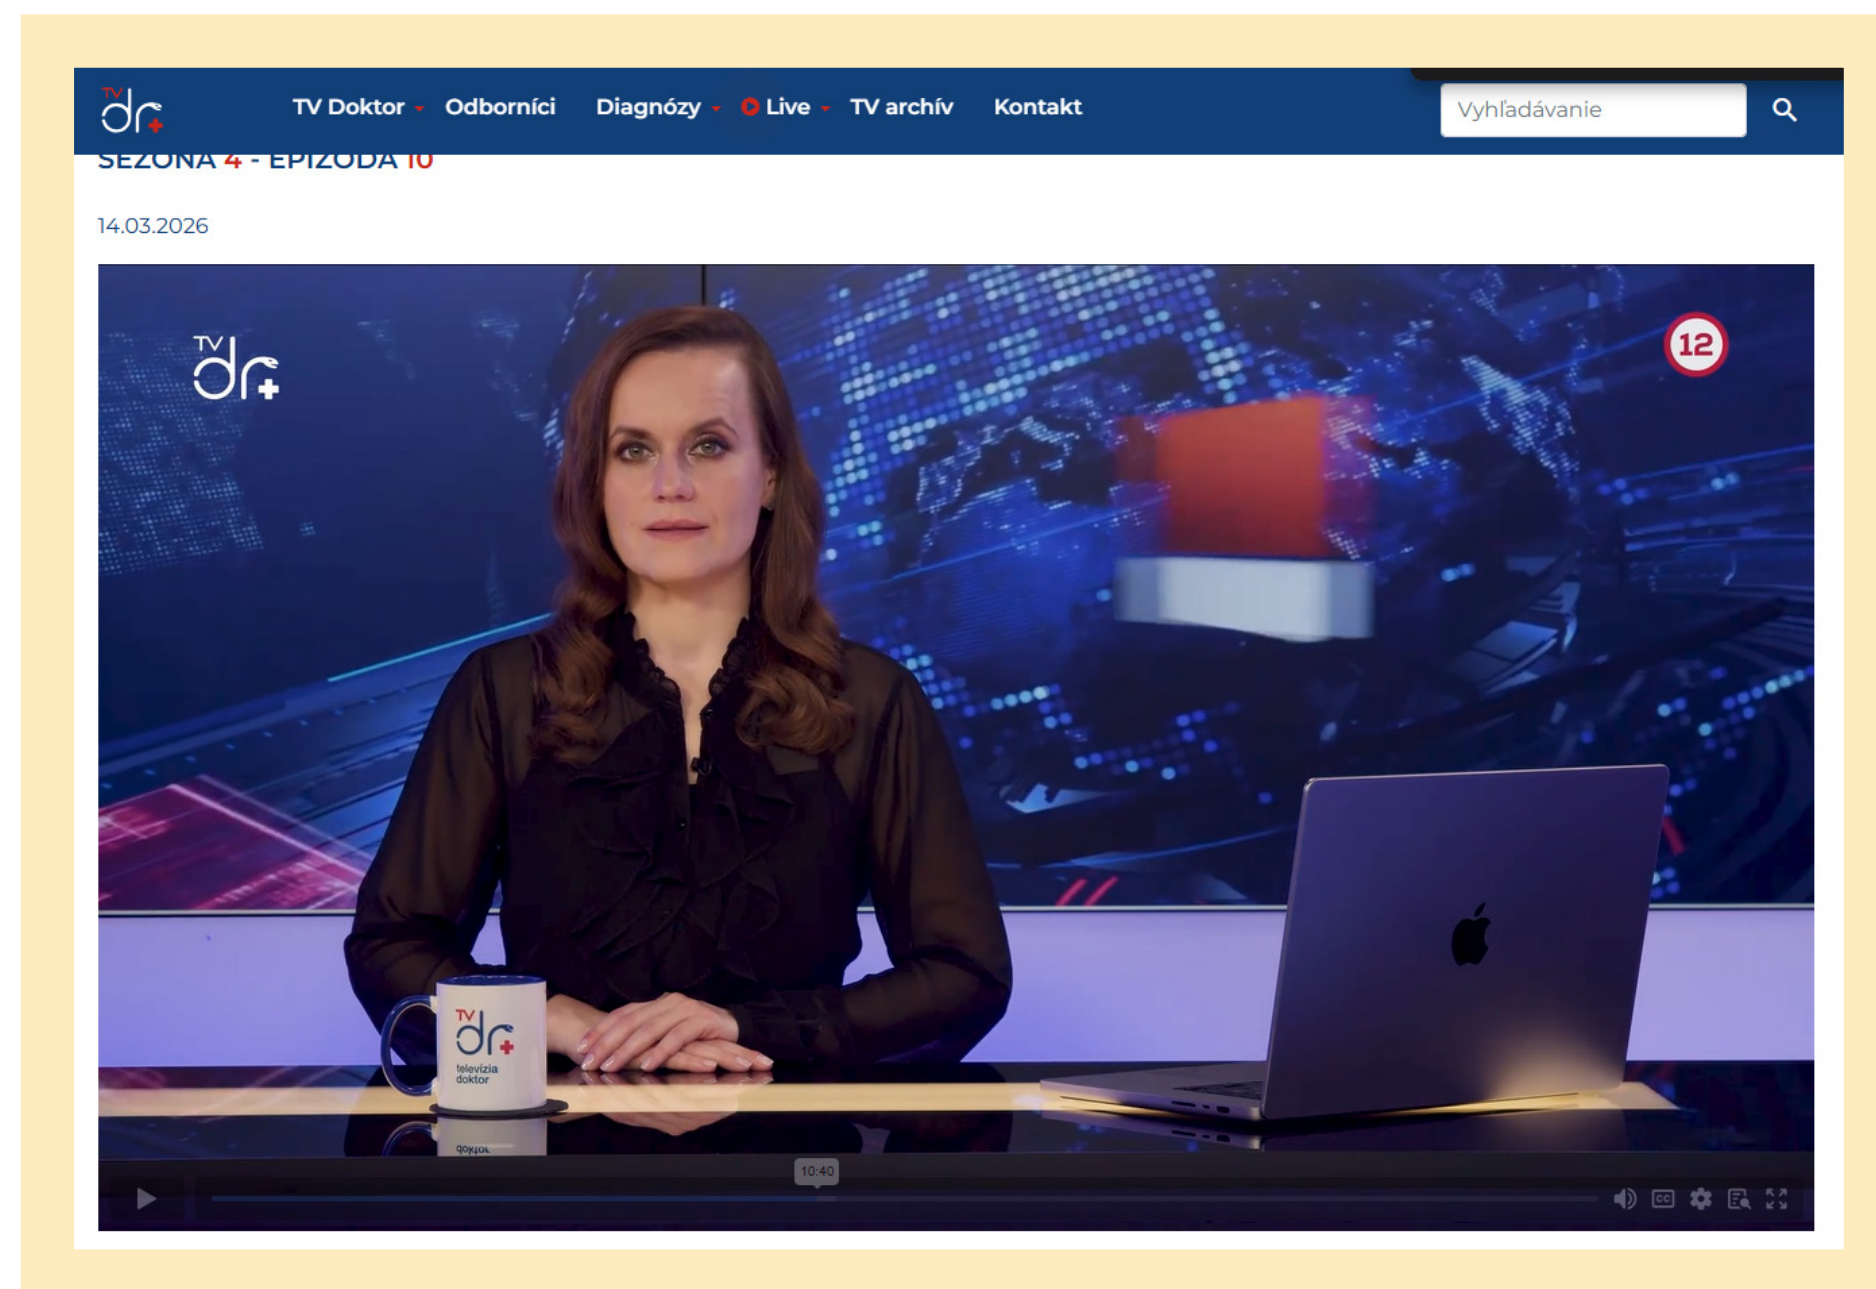 TV
dr
TV Doktor
Odborníci
Diagnózy
Live
TV archív
Kontakt
Vyhľadávanie
SEZÓNA 4 - EPIZÓDA 10
14.03.2026
TV
dr
12
TV
dr
televízia
doktor
10:40
CC